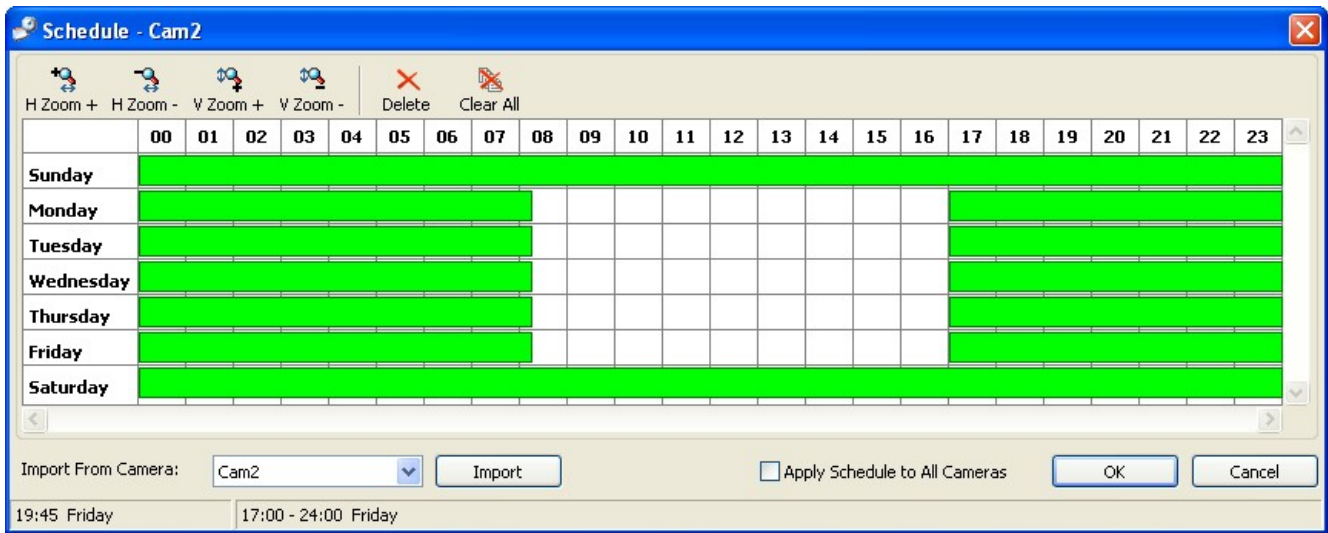 Schedule - Cam2
H Zoom + H Zoom - V Zoom + V Zoom - Delete Clear All
00 01 02 03 04 05 06 07 08 09 10 11 12 13 14 15 16 17 18 19 20 21 22 23
Sunday
Monday
Tuesday
Wednesday
Thursday
Friday
Saturday
Import From Camera: Cam2 Import Apply Schedule to All Cameras OK Cancel
19:45 Friday 17:00 - 24:00 Friday